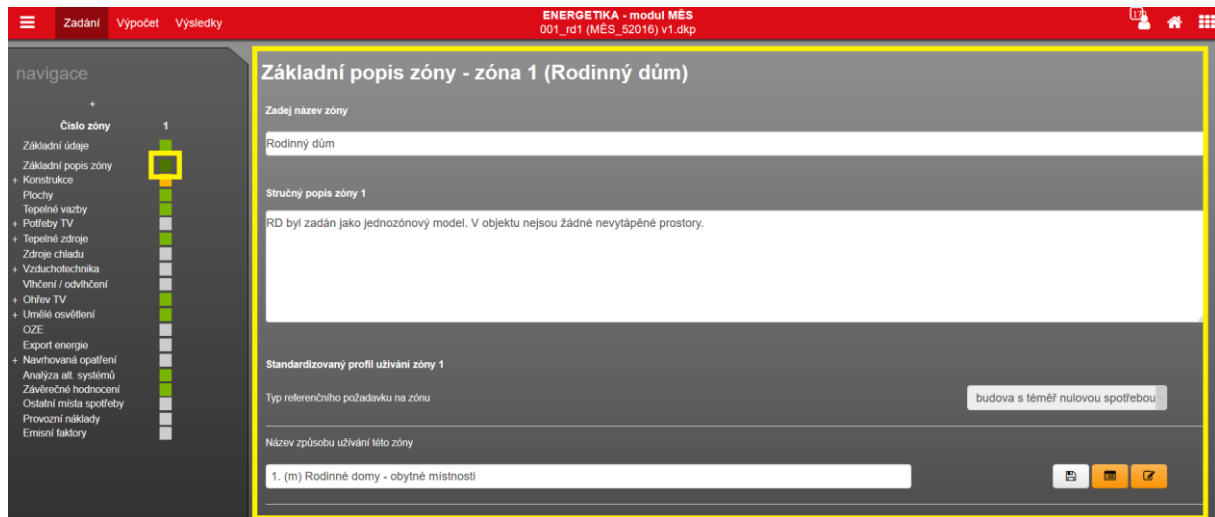 Zadání Výpočet Výsledky
ENERGETIKA - modul MĚS
001_rd1 (MĚS_52016) v1.dkp
navigace
+
Číslo zóny 1
Základní údaje
Základní popis zóny
+ Konstrukce
Plochy
Tepelné vazby
+ Potřeby TV
+ Tepelné zdroje
Zdroje chladu
+ Vzduchotechnika
Vlhčení / odvlhčení
+ Ohřev TV
+ Umělé osvětlení
OZE
Export energie
+ Navrhovaná opatření
Analýza alt. systémů
Závěrečné hodnocení
Ostatní místa spotřeby
Provozní náklady
Emisní faktory
Základní popis zóny - zóna 1 (Rodinný dům)
Zadej název zóny
Rodinný dům
Stručný popis zóny 1
RD byl zadán jako jednozónový model. V objektu nejsou žádné nevytápěné prostory.
Standardizovaný profil užívání zóny 1
Typ referenčního požadavku na zónu
budova s téměř nulovou spotřebou
Název způsobu užívání této zóny
1. (m) Rodinné domy - obytné místnosti